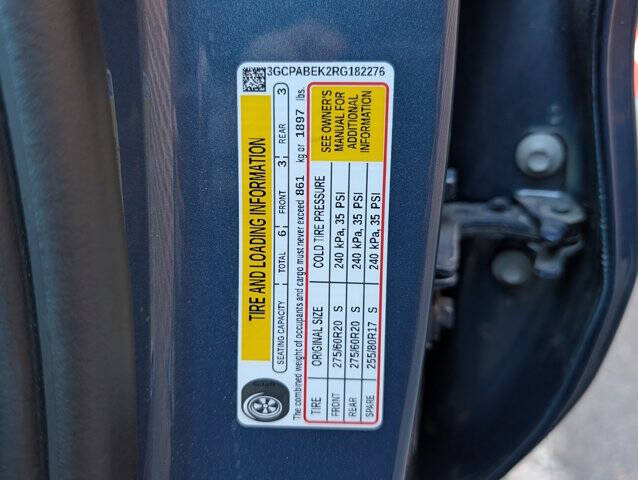 3GCPABEK2RG182276
TIRE AND LOADING INFORMATION
SEATING CAPACITY TOTAL 6 FRONT 3 REAR 3
The combined weight of occupants and cargo must never exceed 861 kg or 1897 lbs.
TIRE ORIGINAL SIZE COLD TIRE PRESSURE
FRONT 275/60R20 S 240 kPa, 35 PSI
REAR 275/60R20 S 240 kPa, 35 PSI
SPARE 255/80R17 S 240 kPa, 35 PSI
SEE OWNER'S
MANUAL FOR
ADDITIONAL
INFORMATION